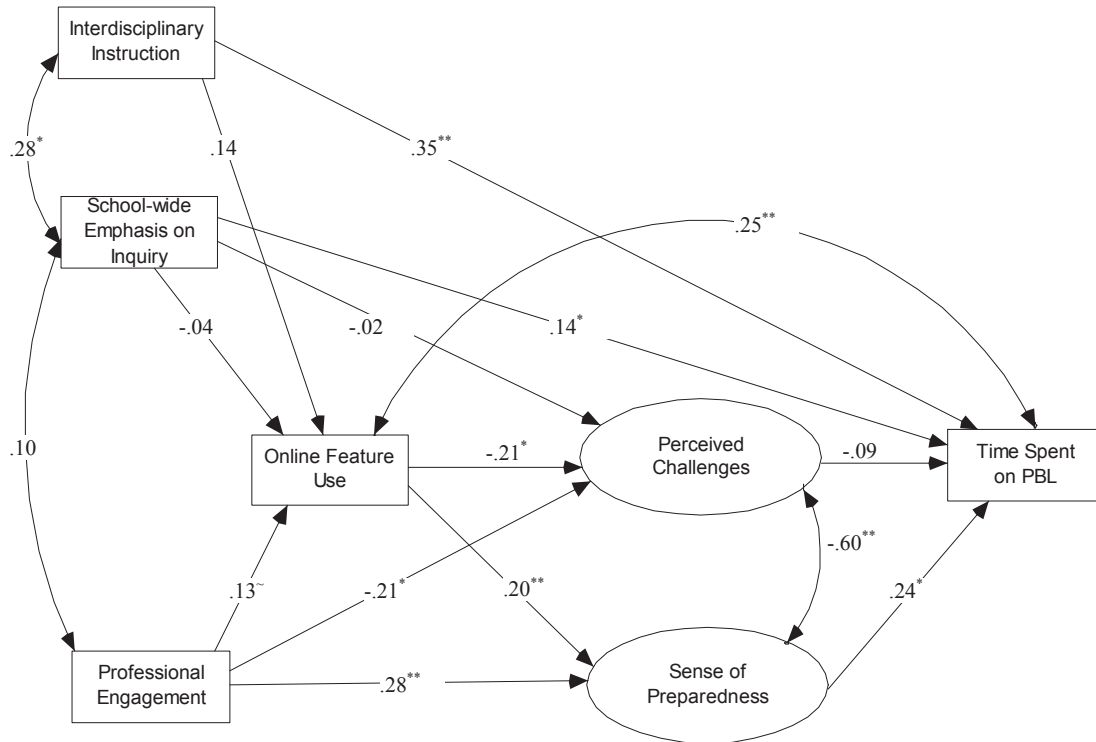 Interdisciplinary
Instruction
.28*
.14
.35**
School-wide
Emphasis on
Inquiry
.25**
-.04
-.02
.14*
.10
Online Feature
Use
-.21*
Perceived
Challenges
-.09
Time Spent
on PBL
-.60**
.13~
-.21*
.20**
.24*
Professional
Engagement
.28**
Sense of
Preparedness